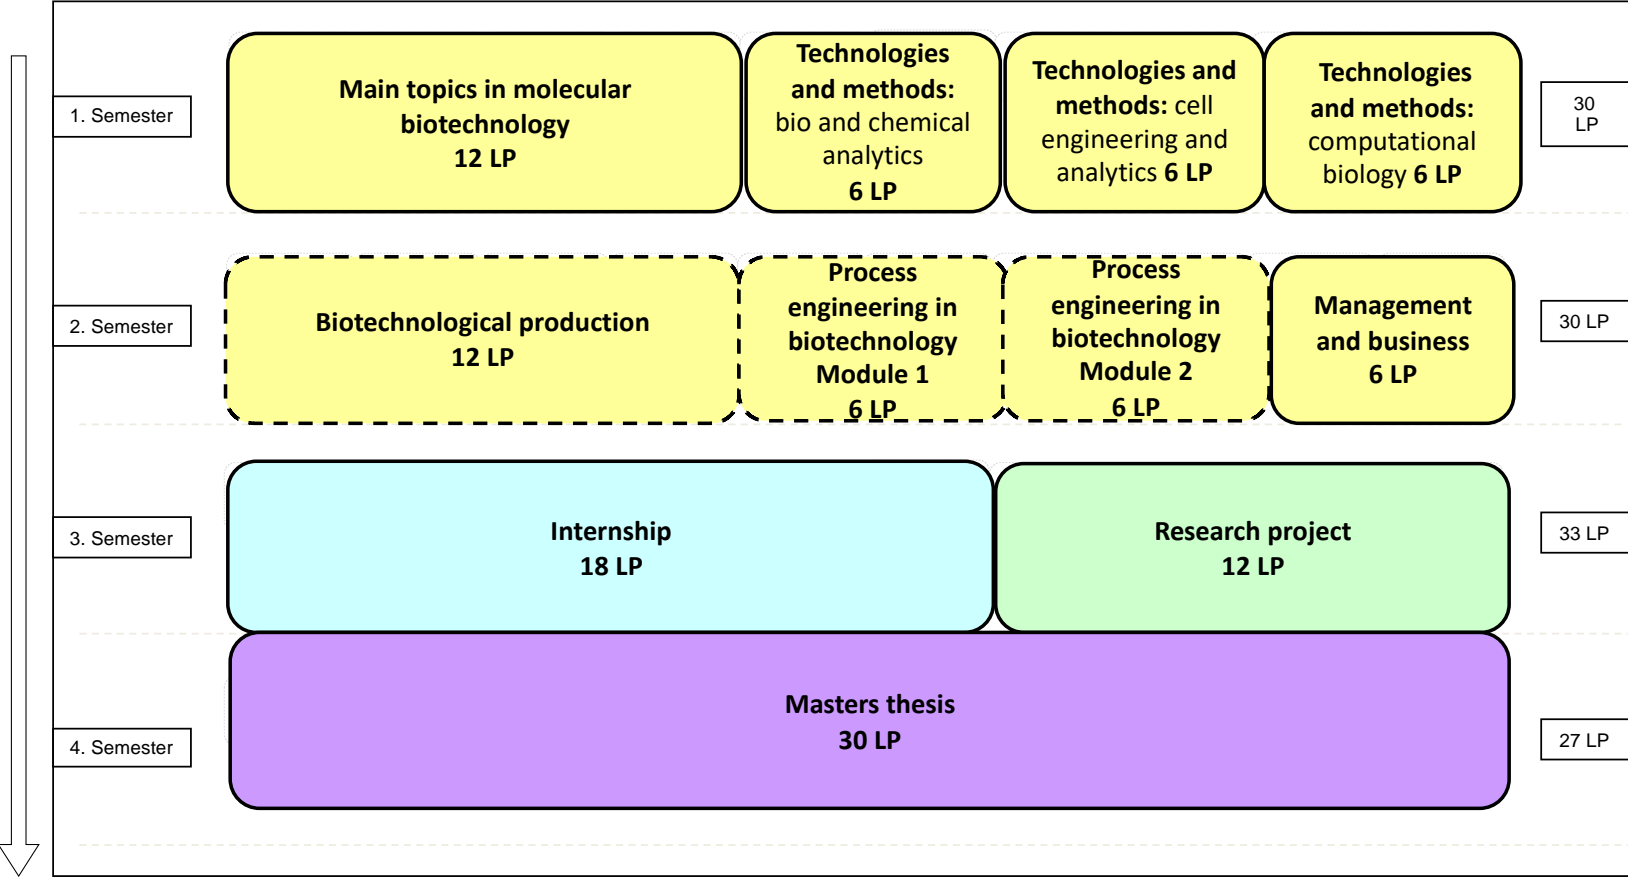 1. Semester
Main topics in molecular
biotechnology
12 LP
Technologies
and methods:
bio and chemical
analytics
6 LP
Technologies and
methods: cell
engineering and
analytics 6 LP
Technologies
and methods:
computational
biology 6 LP
30
LP
2. Semester
Biotechnological production
12 LP
Process
engineering in
biotechnology
Module 1
6 LP
Process
engineering in
biotechnology
Module 2
6 LP
Management
and business
6 LP
30 LP
3. Semester
Internship
18 LP
Research project
12 LP
33 LP
4. Semester
Masters thesis
30 LP
27 LP